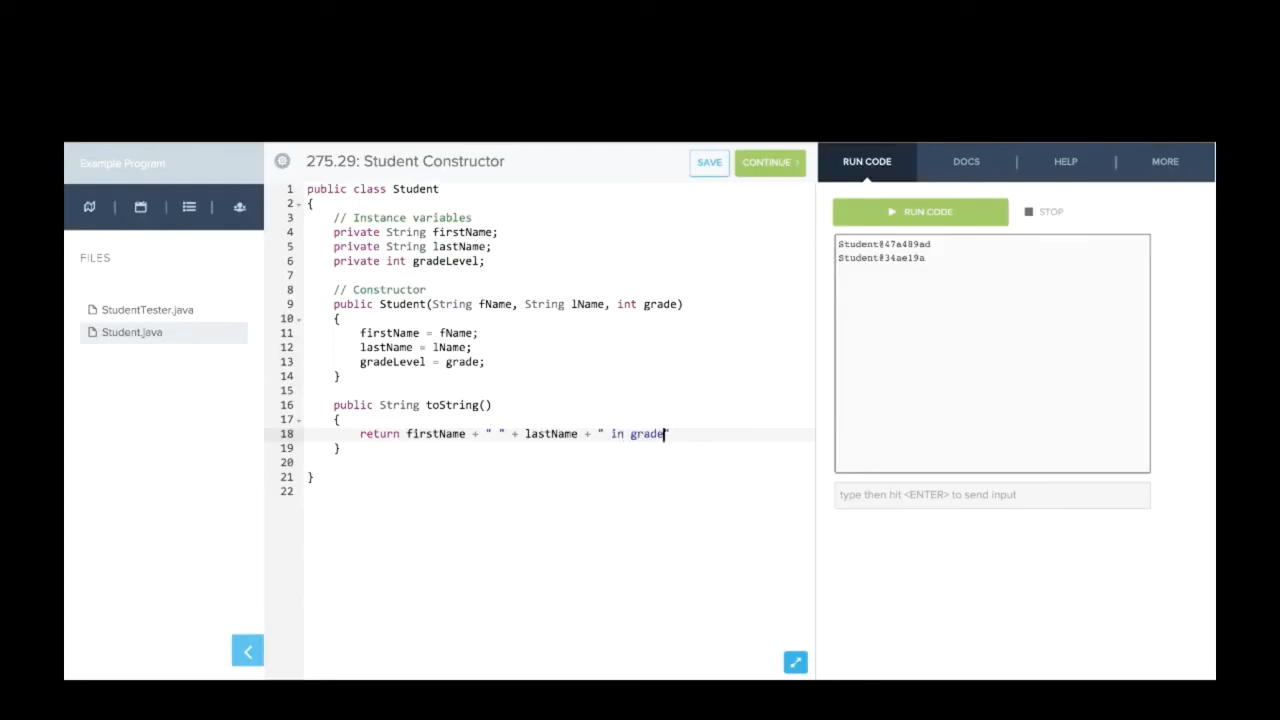 Example Program
275.29: Student Constructor
SAVE
CONTINUE ›
RUN CODE
DOCS
HELP
MORE
FILES
StudentTester.java
Student.java
1 public class Student
2 {
3 // Instance variables
4 private String firstName;
5 private String lastName;
6 private int gradeLevel;
7
8 // Constructor
9 public Student(String fName, String lName, int grade)
10 {
11 firstName = fName;
12 lastName = lName;
13 gradeLevel = grade;
14 }
15
16 public String toString()
17 {
18 return firstName + " " + lastName + " in grade"
19 }
20
21 }
22
RUN CODE
STOP
Student@47a489ad
Student@34ae19a
type then hit <ENTER> to send input